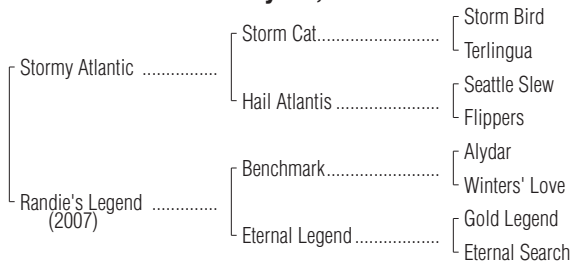 Storm Bird
Storm Cat
Terlingua
Stormy Atlantic
Seattle Slew
Hail Atlantis
Flippers
Alydar
Benchmark
Winters' Love
Randie's Legend
(2007)
Gold Legend
Eternal Legend
Eternal Search